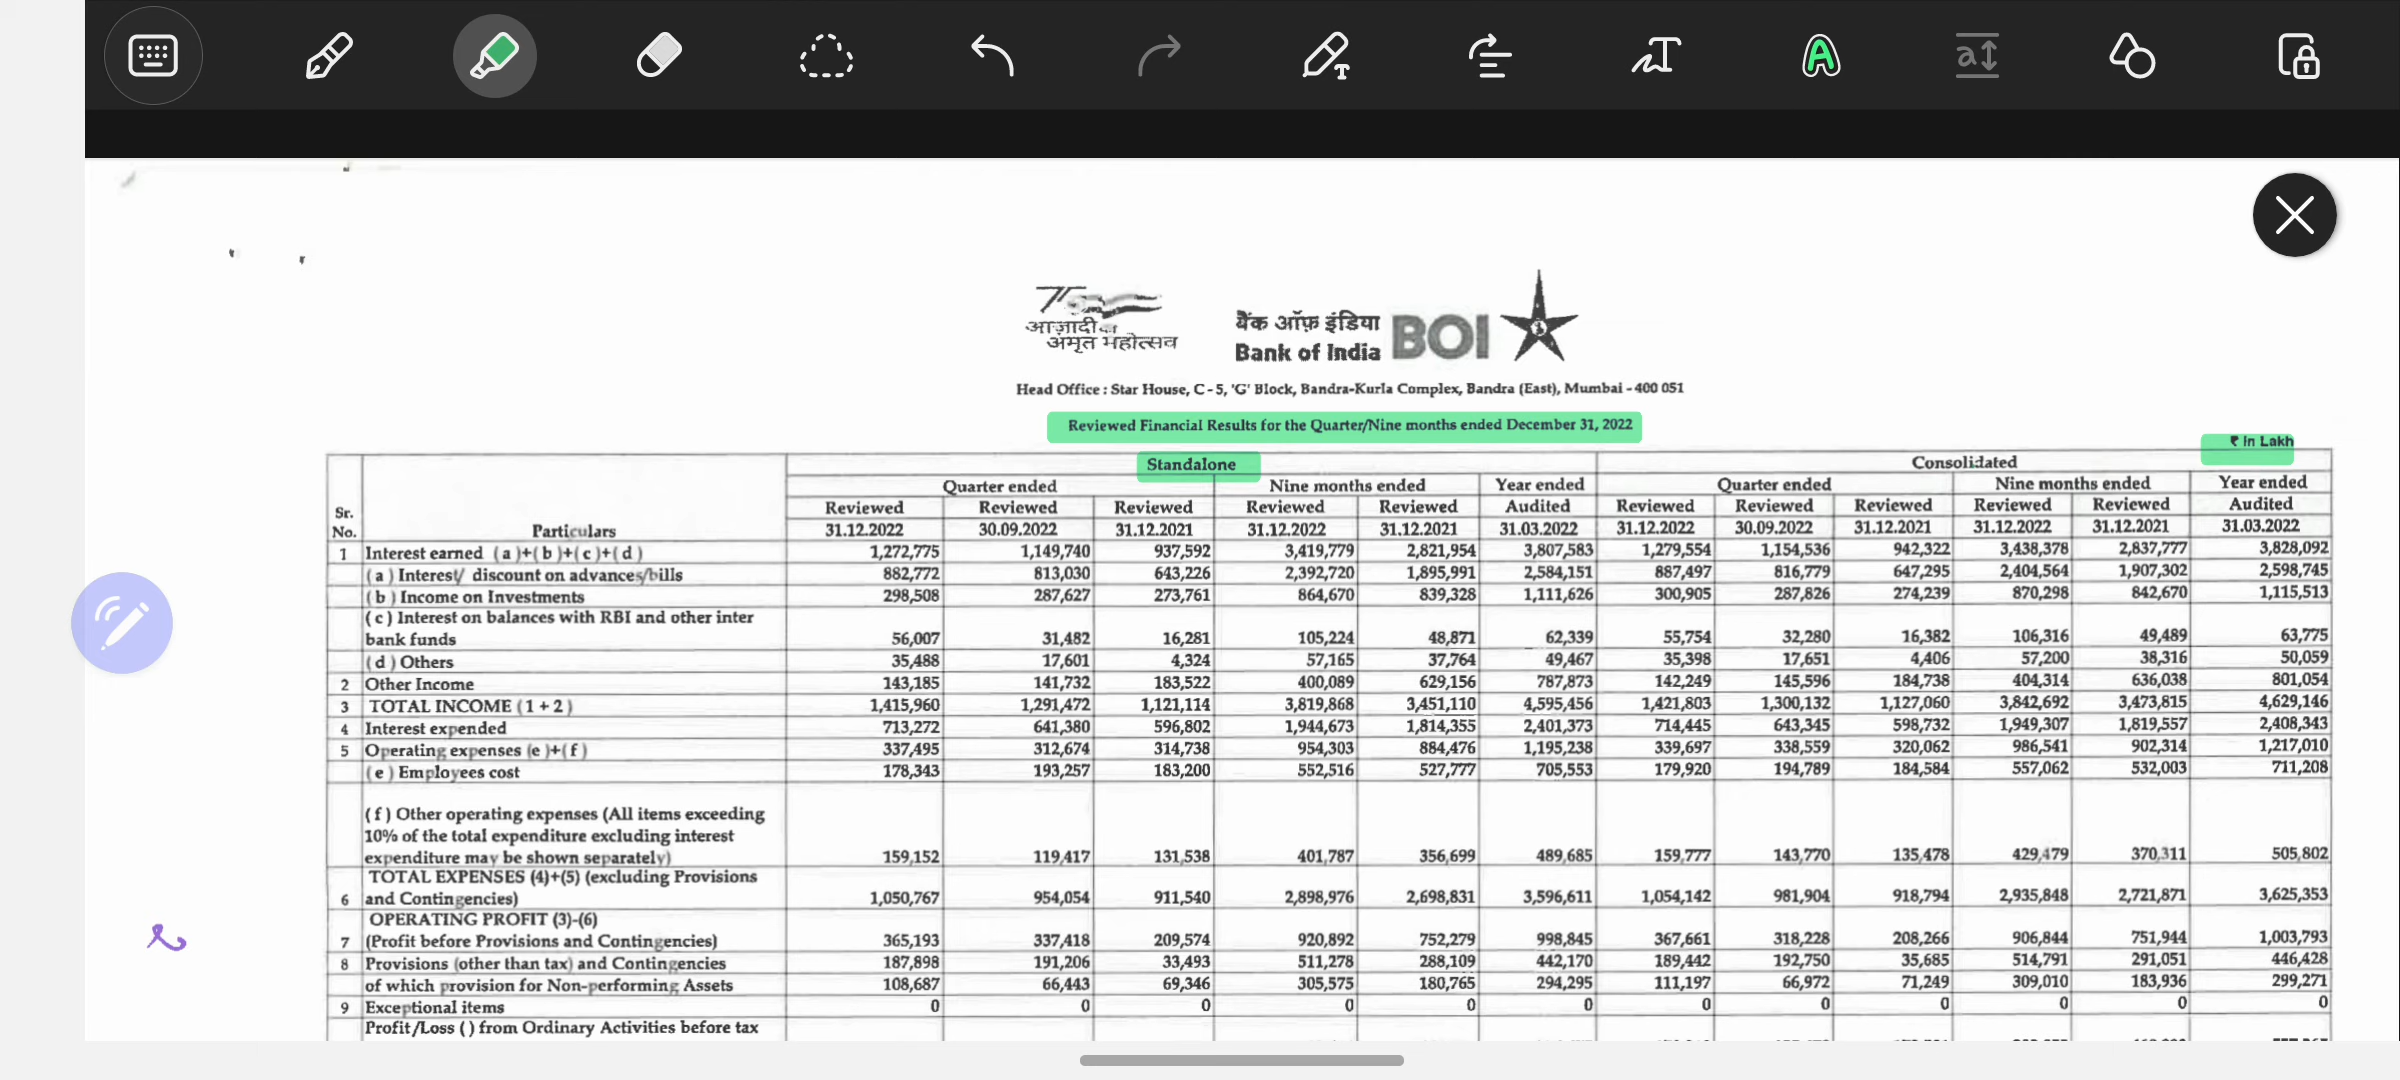 आज़ादी का
अमृत महोत्सव
बैंक ऑफ़ इंडिया
Bank of India
BOI
Head Office : Star House, C - 5, 'G' Block, Bandra-Kurla Complex, Bandra (East), Mumbai - 400 051
Reviewed Financial Results for the Quarter/Nine months ended December 31, 2022
₹ In Lakh
Standalone Consolidated
Quarter ended Nine months ended Year ended Quarter ended Nine months ended Year ended
Reviewed Reviewed Reviewed Reviewed Reviewed Audited Reviewed Reviewed Reviewed Reviewed Reviewed Audited
Sr. No. Particulars 31.12.2022 30.09.2022 31.12.2021 31.12.2022 31.12.2021 31.03.2022 31.12.2022 30.09.2022 31.12.2021 31.12.2022 31.12.2021 31.03.2022
1 Interest earned (a)+(b)+(c)+(d) 1,272,775 1,149,740 937,592 3,419,779 2,821,954 3,807,583 1,279,554 1,154,536 942,322 3,438,378 2,837,777 3,828,092
(a) Interest/ discount on advances/bills 882,772 813,030 643,226 2,392,720 1,895,991 2,584,151 887,497 816,779 647,295 2,404,564 1,907,302 2,598,745
(b) Income on Investments 298,508 287,627 273,761 864,670 839,328 1,111,626 300,905 287,826 274,239 870,298 842,670 1,115,513
(c) Interest on balances with RBI and other inter
bank funds 56,007 31,482 16,281 105,224 48,871 62,339 55,754 32,280 16,382 106,316 49,489 63,775
(d) Others 35,488 17,601 4,324 57,165 37,764 49,467 35,398 17,651 4,406 57,200 38,316 50,059
2 Other Income 143,185 141,732 183,522 400,089 629,156 787,873 142,249 145,596 184,738 404,314 636,038 801,054
3 TOTAL INCOME (1 + 2) 1,415,960 1,291,472 1,121,114 3,819,868 3,451,110 4,595,456 1,421,803 1,300,132 1,127,060 3,842,692 3,473,815 4,629,146
4 Interest expended 713,272 641,380 596,802 1,944,673 1,814,355 2,401,373 714,445 643,345 598,732 1,949,307 1,819,557 2,408,343
5 Operating expenses (e)+(f) 337,495 312,674 314,738 954,303 884,476 1,195,238 339,697 338,559 320,062 986,541 902,314 1,217,010
(e) Employees cost 178,343 193,257 183,200 552,516 527,777 705,553 179,920 194,789 184,584 557,062 532,003 711,208
(f) Other operating expenses (All items exceeding
10% of the total expenditure excluding interest
expenditure may be shown separately) 159,152 119,417 131,538 401,787 356,699 489,685 159,777 143,770 135,478 429,479 370,311 505,802
TOTAL EXPENSES (4)+(5) (excluding Provisions
6 and Contingencies) 1,050,767 954,054 911,540 2,898,976 2,698,831 3,596,611 1,054,142 981,904 918,794 2,935,848 2,721,871 3,625,353
OPERATING PROFIT (3)-(6)
7 (Profit before Provisions and Contingencies) 365,193 337,418 209,574 920,892 752,279 998,845 367,661 318,228 208,266 906,844 751,944 1,003,793
8 Provisions (other than tax) and Contingencies 187,898 191,206 33,493 511,278 288,109 442,170 189,442 192,750 35,685 514,791 291,051 446,428
of which provision for Non-performing Assets 108,687 66,443 69,346 305,575 180,765 294,295 111,197 66,972 71,249 309,010 183,936 299,271
9 Exceptional items 0 0 0 0 0 0 0 0 0 0 0 0
Profit/Loss () from Ordinary Activities before tax